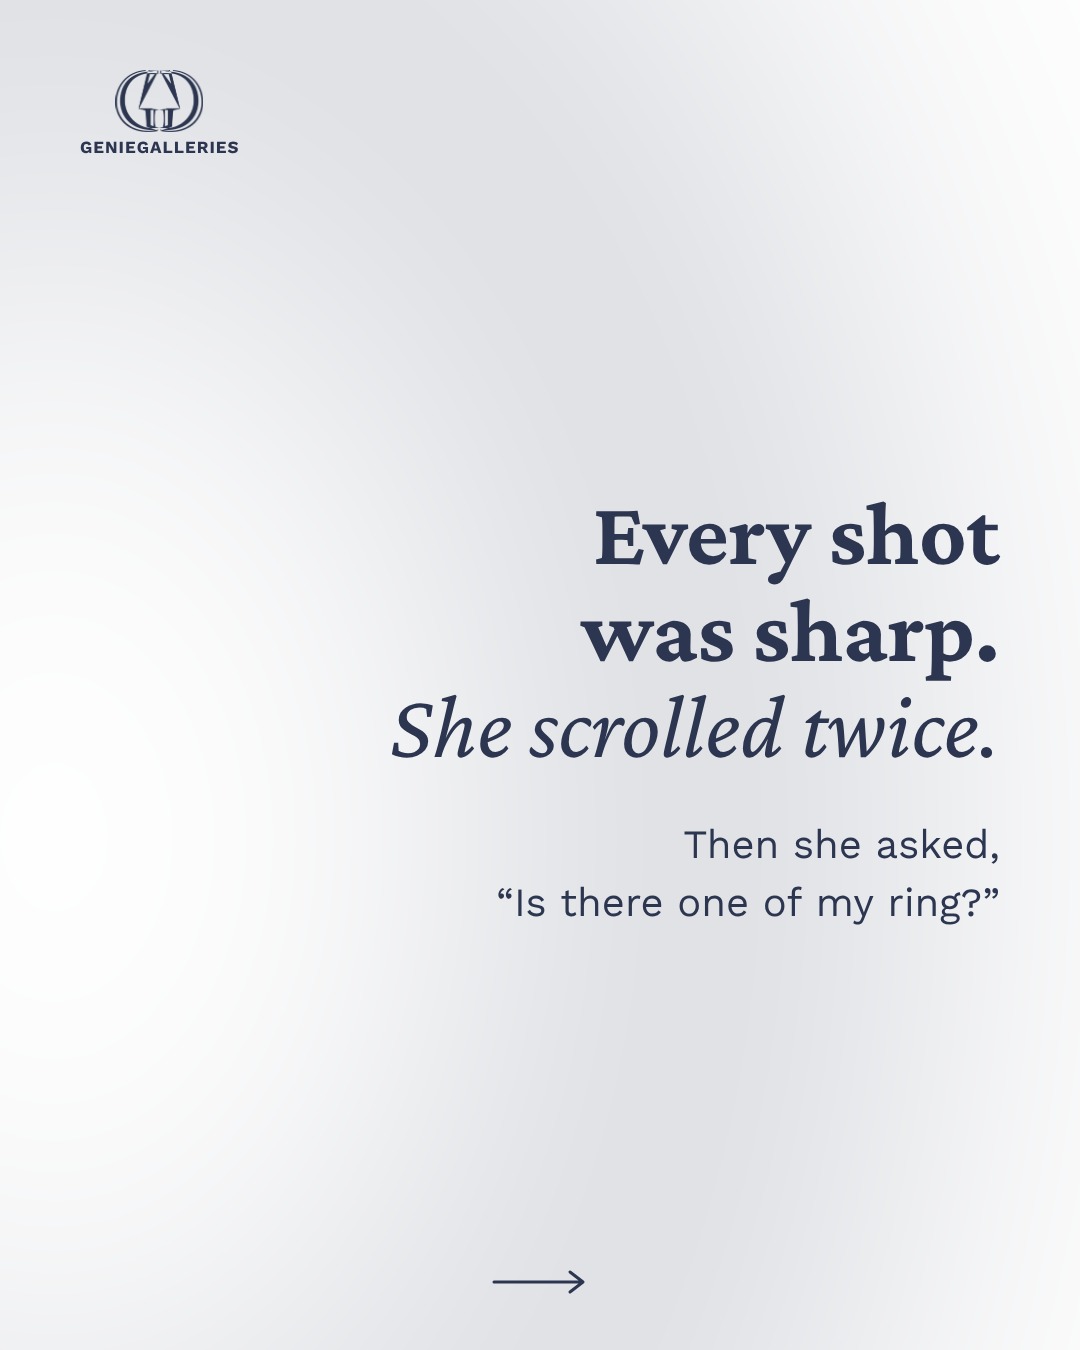 GENIEGALLERIES
Every shot
was sharp.
She scrolled twice.
Then she asked,
“Is there one of my ring?”